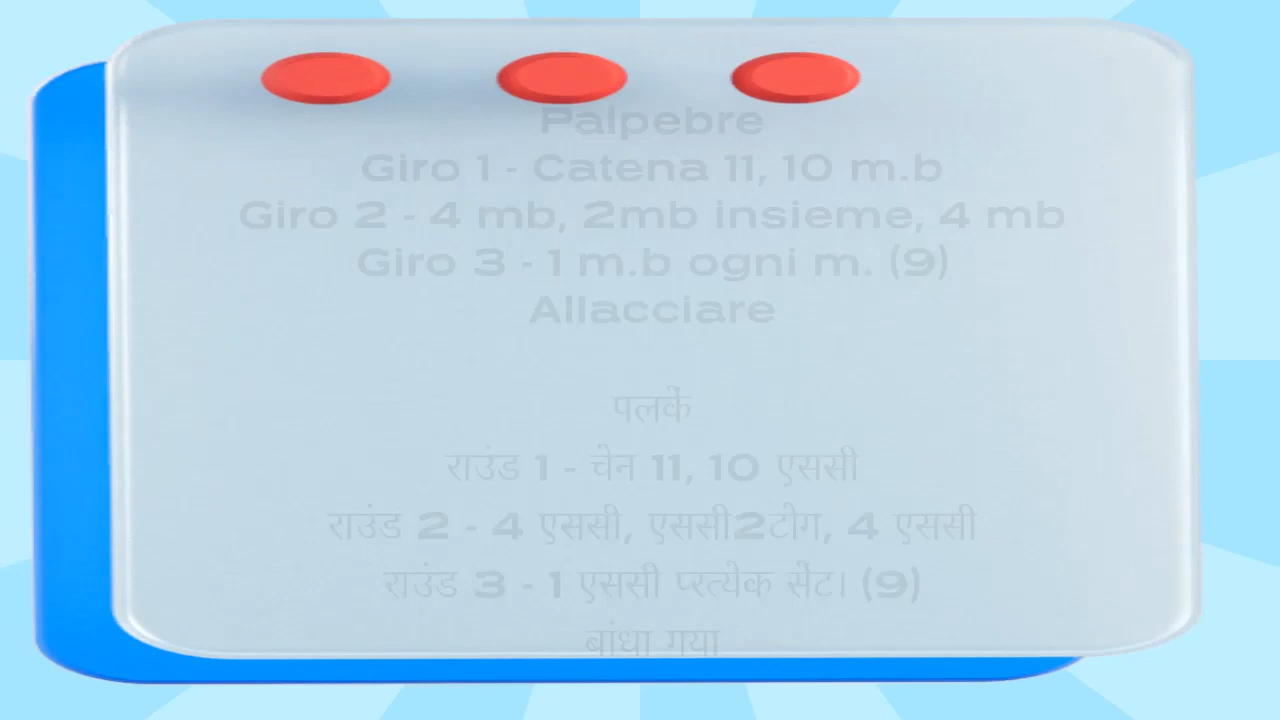 Palpebre
Giro 1 - Catena 11, 10 m.b
Giro 2 - 4 mb, 2mb insieme, 4 mb
Giro 3 - 1 m.b ogni m. (9)
Allacciare
पलकें
राउंड 1 - चेन 11, 10 एससी
राउंड 2 - 4 एससी, एससी2टोग, 4 एससी
राउंड 3 - 1 एससी प्रत्येक सेंट। (9)
बांधा गया